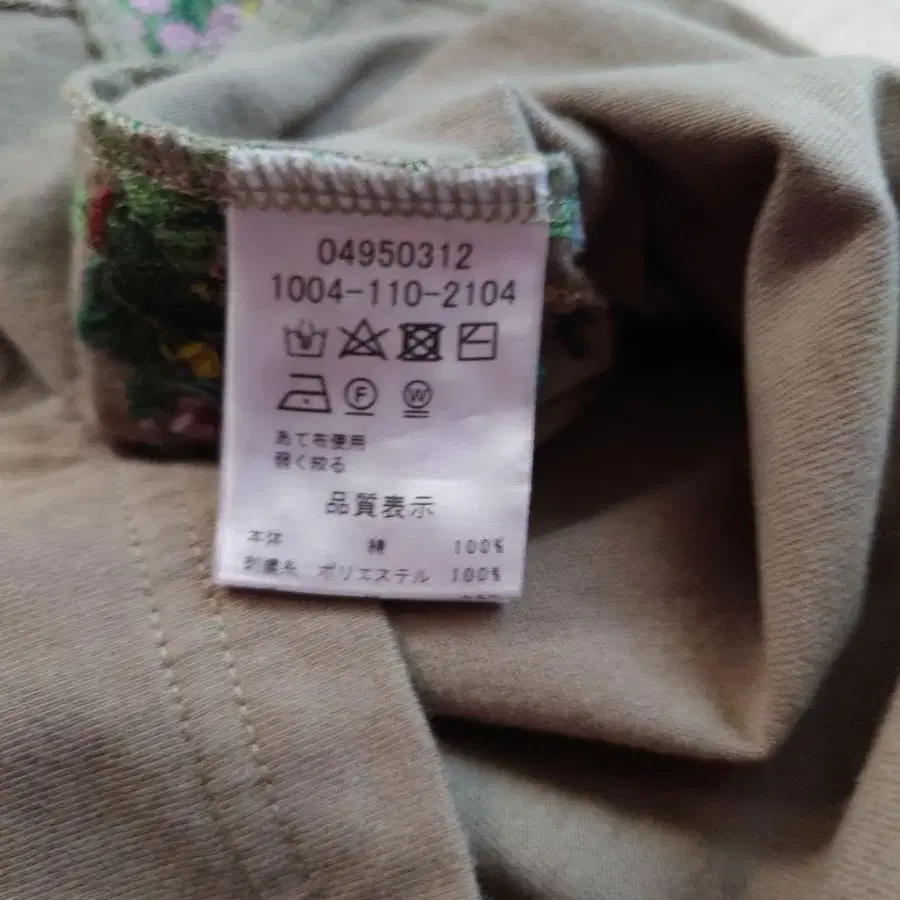 04950312
1004-110-2104
F W
あて布使用
弱く絞る
品質表示
本体 綿 100%
刺繍糸 ポリエステル 100%